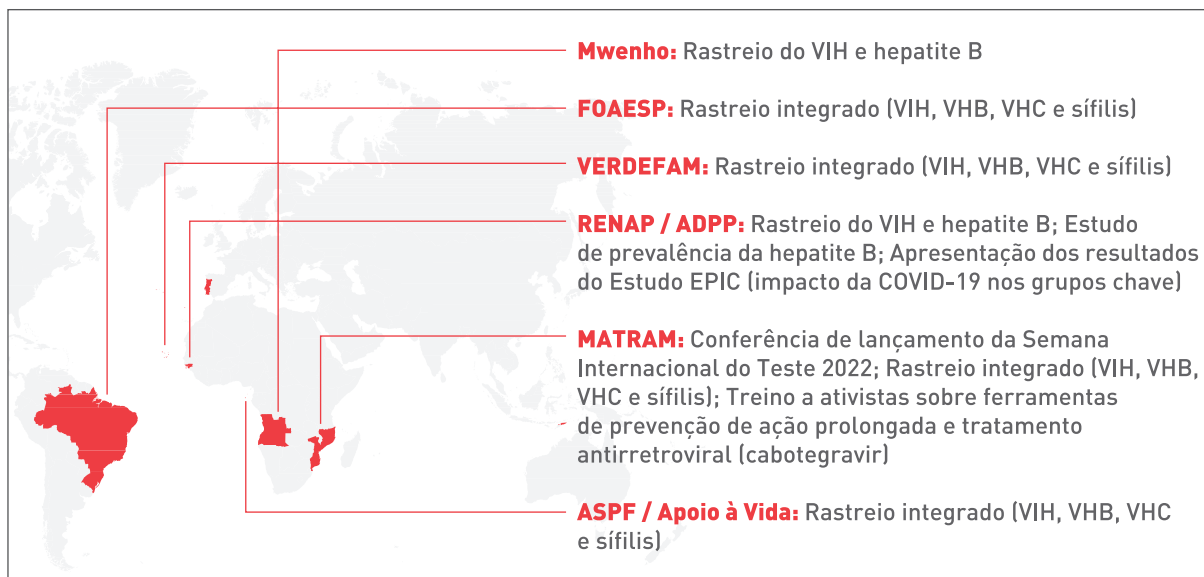 Mwenho: Rastreio do VIH e hepatite B
FOAESP: Rastreio integrado (VIH, VHB, VHC e sífilis)
VERDEFAM: Rastreio integrado (VIH, VHB, VHC e sífilis)
RENAP / ADPP: Rastreio do VIH e hepatite B; Estudo
de prevalência da hepatite B; Apresentação dos resultados
do Estudo EPIC (impacto da COVID-19 nos grupos chave)
MATRAM: Conferência de lançamento da Semana
Internacional do Teste 2022; Rastreio integrado (VIH, VHB,
VHC e sífilis); Treino a ativistas sobre ferramentas
de prevenção de ação prolongada e tratamento
antirretroviral (cabotegravir)
ASPF / Apoio à Vida: Rastreio integrado (VIH, VHB, VHC
e sífilis)